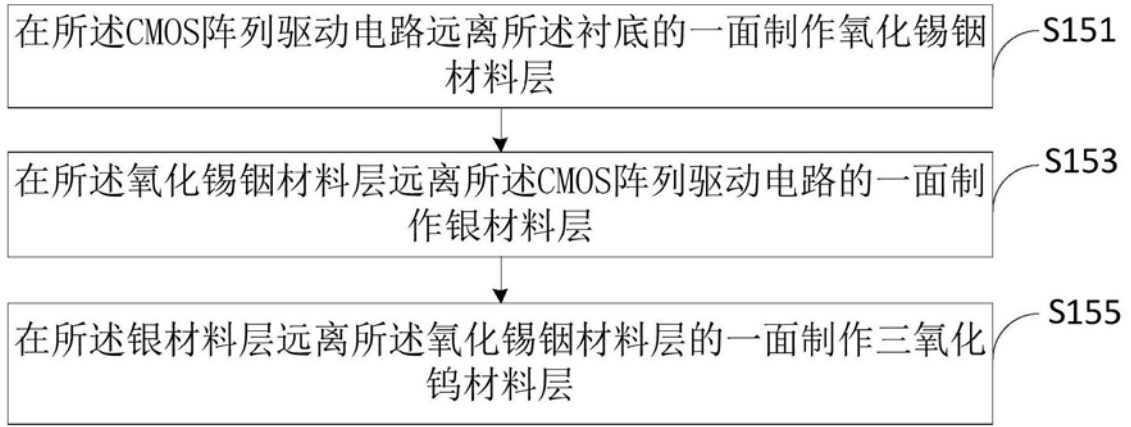 在所述CMOS阵列驱动电路远离所述衬底的一面制作氧化锡铟
材料层
S151
在所述氧化锡铟材料层远离所述CMOS阵列驱动电路的一面制
作银材料层
S153
在所述银材料层远离所述氧化锡铟材料层的一面制作三氧化
钨材料层
S155